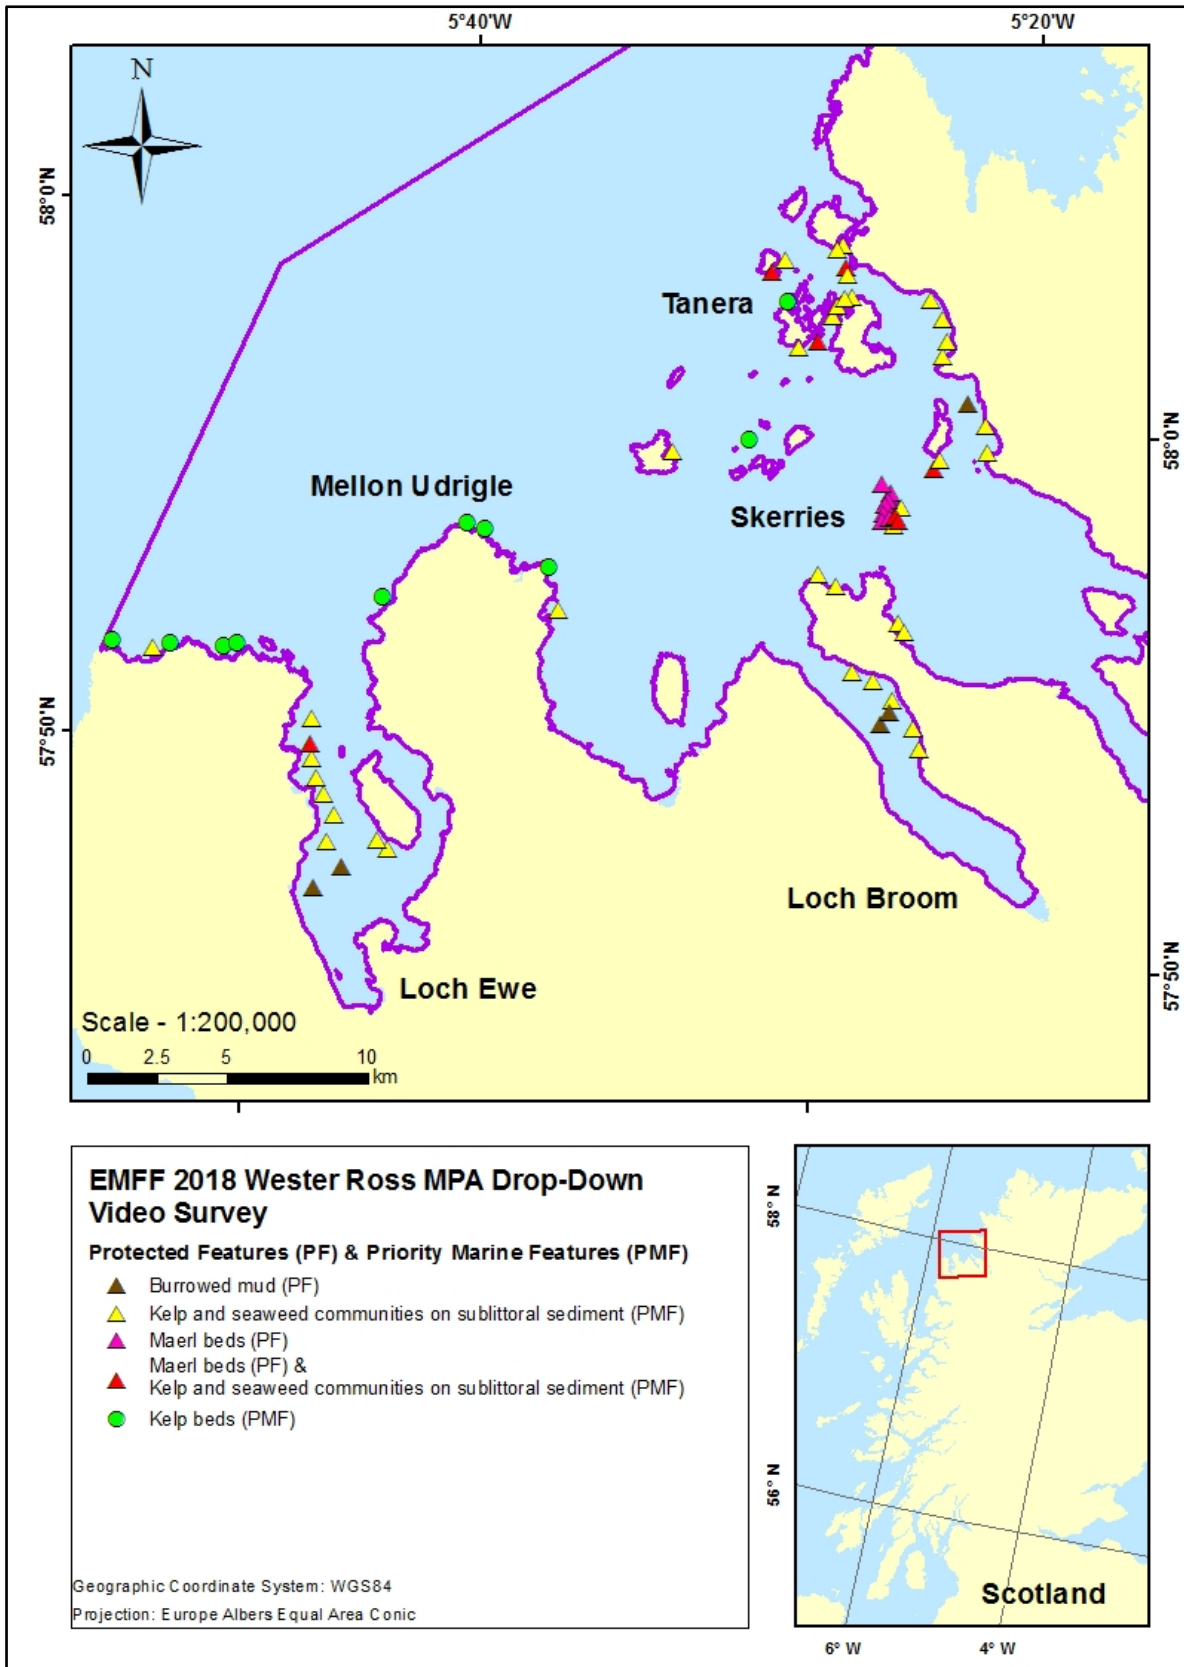 5°40'W
5°20'W
N
58°0'N
Tanera
58°0'N
Mellon Udrigle
Skerries
57°50'N
Loch Broom
Loch Ewe
57°50'N
Scale - 1:200,000
0 2.5 5 10
km
EMFF 2018 Wester Ross MPA Drop-Down
Video Survey
Protected Features (PF) & Priority Marine Features (PMF)
Burrowed mud (PF)
Kelp and seaweed communities on sublittoral sediment (PMF)
Maerl beds (PF)
Maerl beds (PF) &
Kelp and seaweed communities on sublittoral sediment (PMF)
Kelp beds (PMF)
Geographic Coordinate System: WGS84
Projection: Europe Albers Equal Area Conic
58° N
56° N
Scotland
6° W
4° W